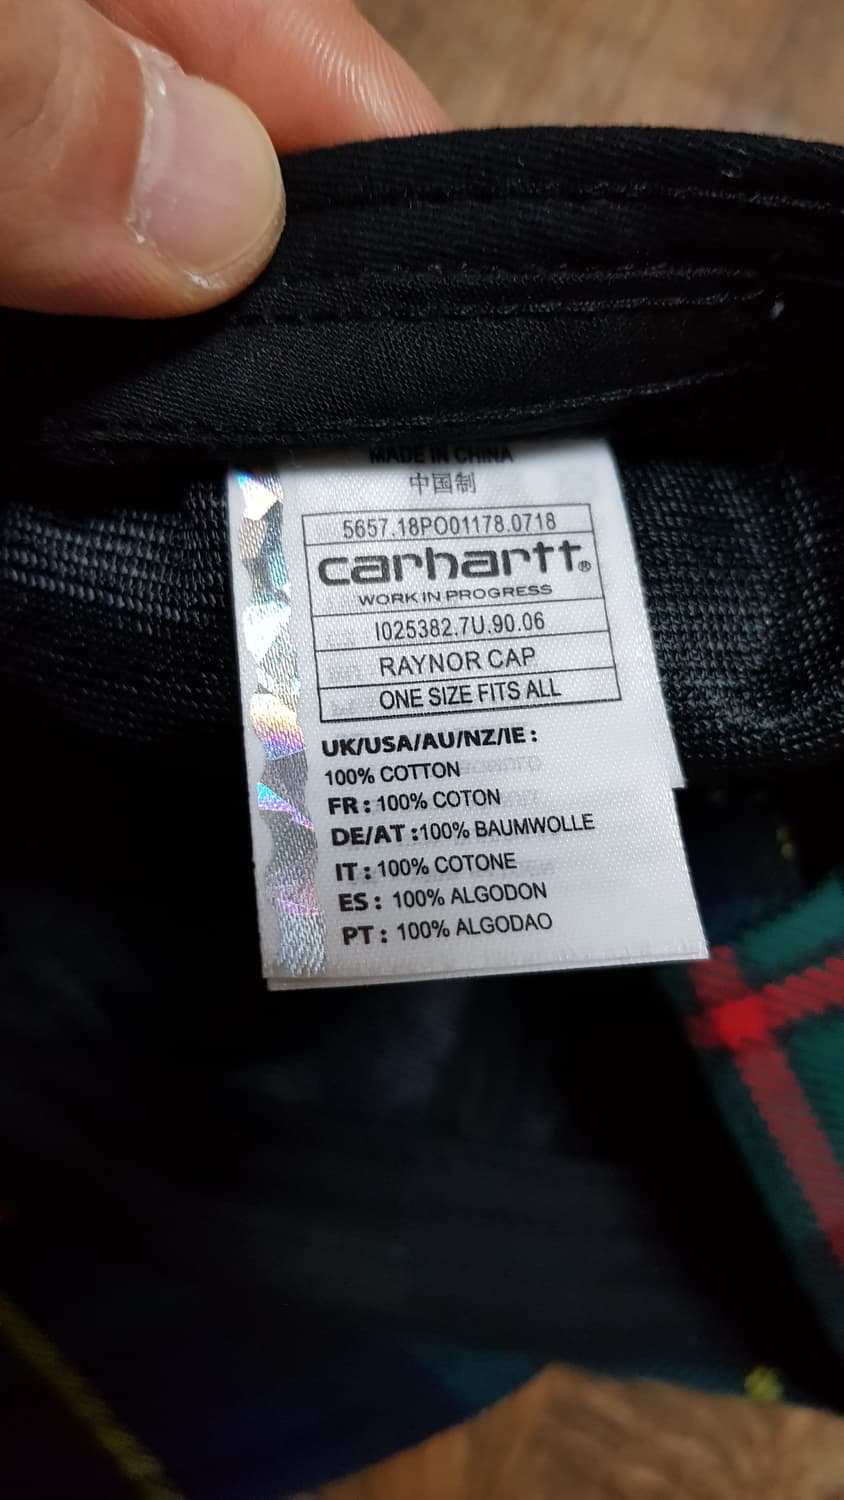 MADE IN CHINA
中国制
5657.18PO01178.0718
carhartt®
WORK IN PROGRESS
I025382.7U.90.06
RAYNOR CAP
ONE SIZE FITS ALL
UK/USA/AU/NZ/IE :
100% COTTON
FR : 100% COTON
DE/AT :100% BAUMWOLLE
IT : 100% COTONE
ES : 100% ALGODON
PT : 100% ALGODAO